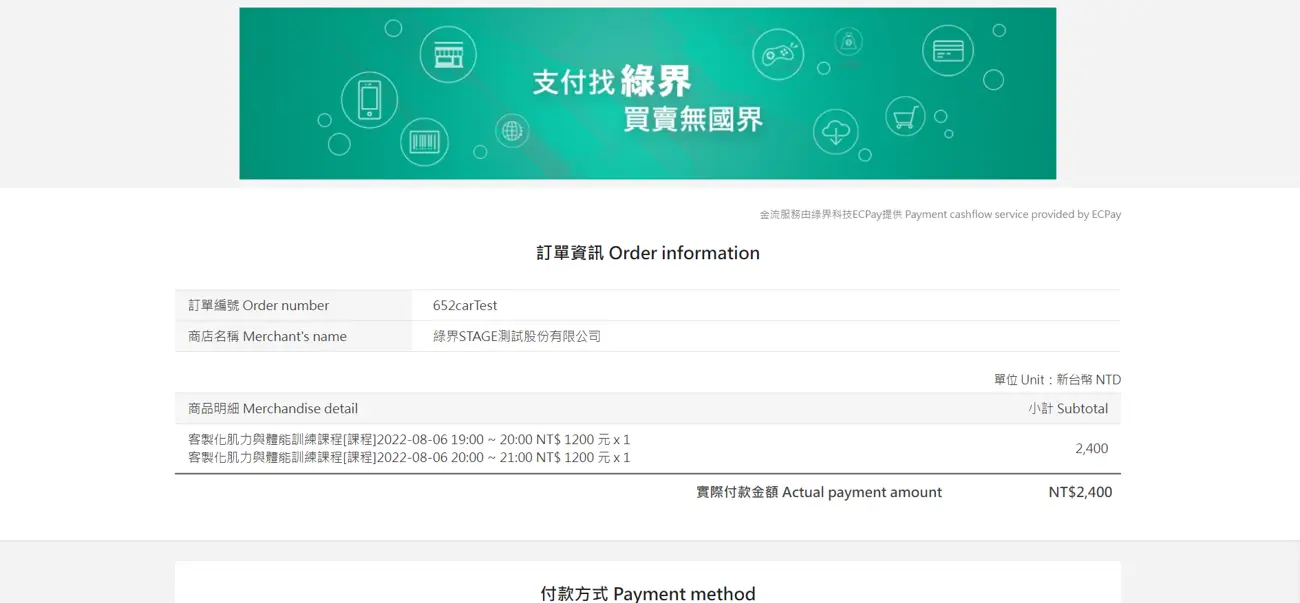 支付找 綠界
買賣無國界
金流服務由綠界科技ECPay提供 Payment cashflow service provided by ECPay
訂單資訊 Order information
訂單編號 Order number 652carTest
商店名稱 Merchant's name 綠界STAGE測試股份有限公司
單位 Unit：新台幣 NTD
商品明細 Merchandise detail 小計 Subtotal
客製化肌力與體能訓練課程[課程]2022-08-06 19:00 ~ 20:00 NT$ 1200 元 x 1
客製化肌力與體能訓練課程[課程]2022-08-06 20:00 ~ 21:00 NT$ 1200 元 x 1
2,400
實際付款金額 Actual payment amount NT$2,400
付款方式 Payment method